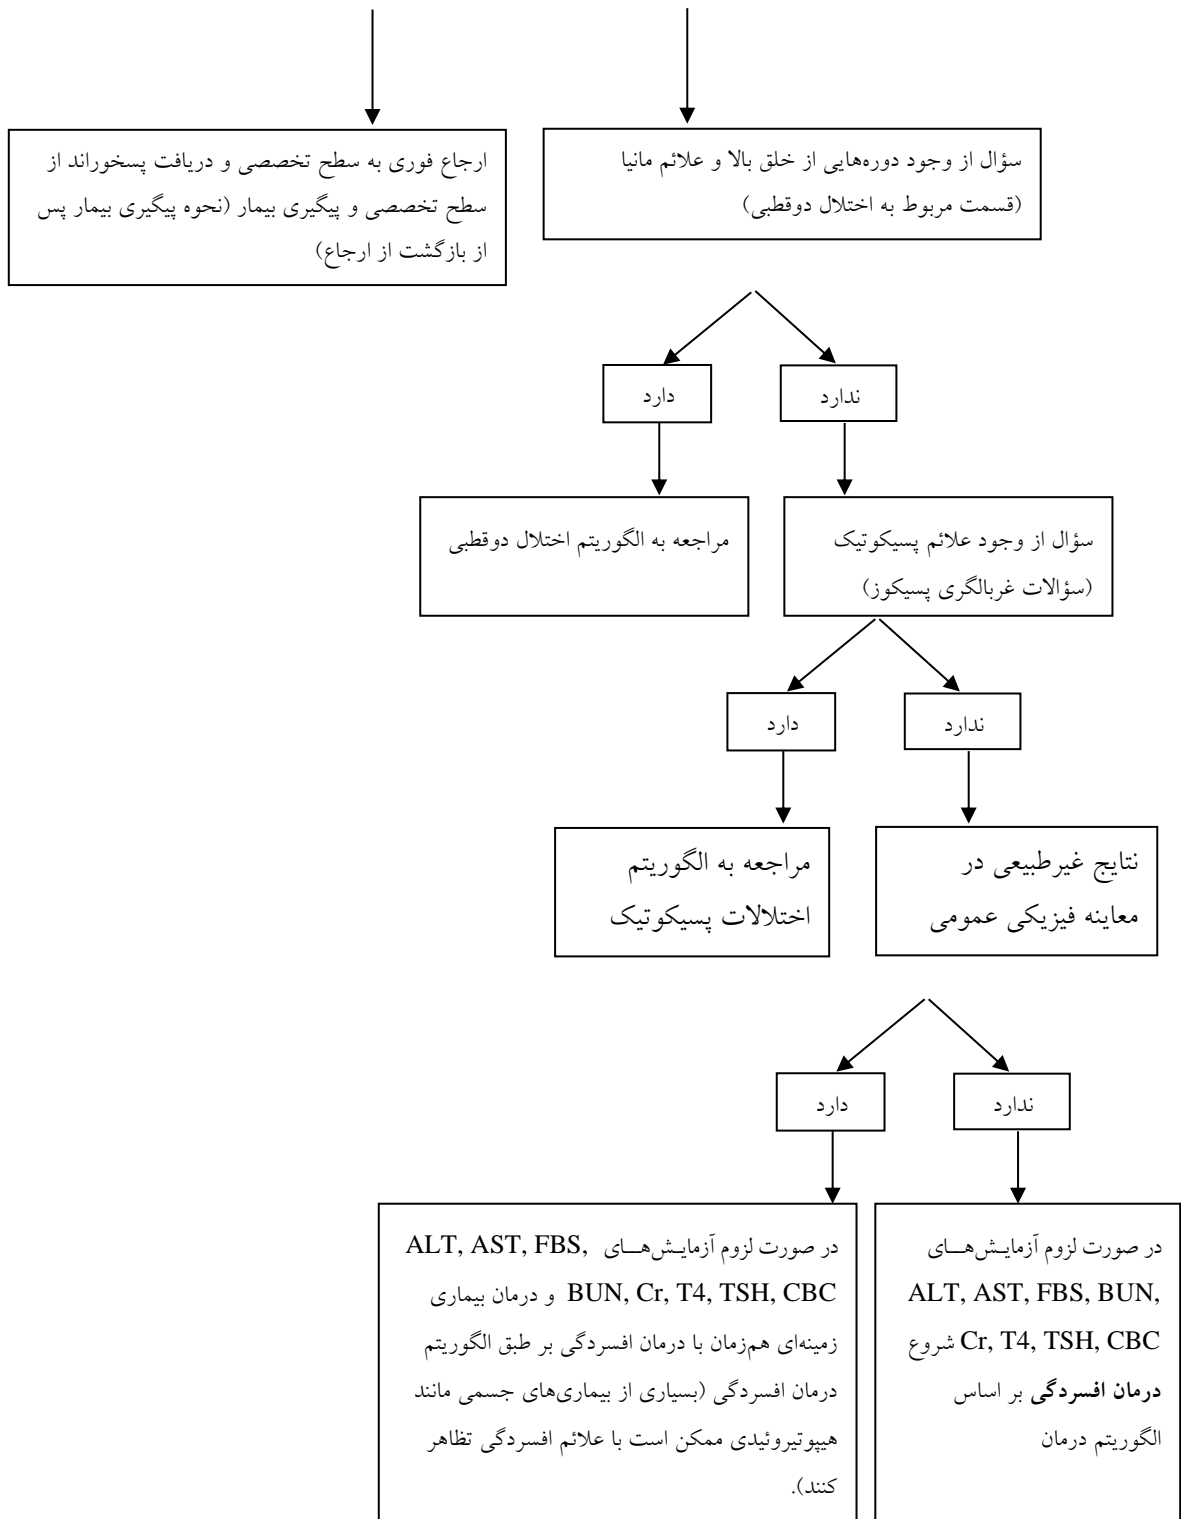 سؤال از وجود دوره‌هایی از خلق بالا و علائم مانیا
(قسمت مربوط به اختلال دوقطبی)
ارجاع فوری به سطح تخصصی و دریافت پسخوراند از
سطح تخصصی و پیگیری بیمار (نحوه پیگیری بیمار پس
از بازگشت از ارجاع)
ندارد
دارد
سؤال از وجود علائم پسیکوتیک
(سؤالات غربالگری پسیکوز)
مراجعه به الگوریتم اختلال دوقطبی
ندارد
دارد
نتایج غیرطبیعی در
معاینه فیزیکی عمومی
مراجعه به الگوریتم
اختلالات پسیکوتیک
ندارد
دارد
در صورت لزوم آزمایش‌هــای
ALT, AST, FBS, BUN,
Cr, T4, TSH, CBC شروع
درمان افسردگی بر اساس
الگوریتم درمان
در صورت لزوم آزمایـش‌هــای ALT, AST, FBS,
BUN, Cr, T4, TSH, CBC و درمان بیماری
زمینه‌ای هم‌زمان با درمان افسردگی بر طبق الگوریتم
درمان افسردگی (بسیاری از بیماری‌های جسمی مانند
هیپوتیروئیدی ممکن است با علائم افسردگی تظاهر
کنند).